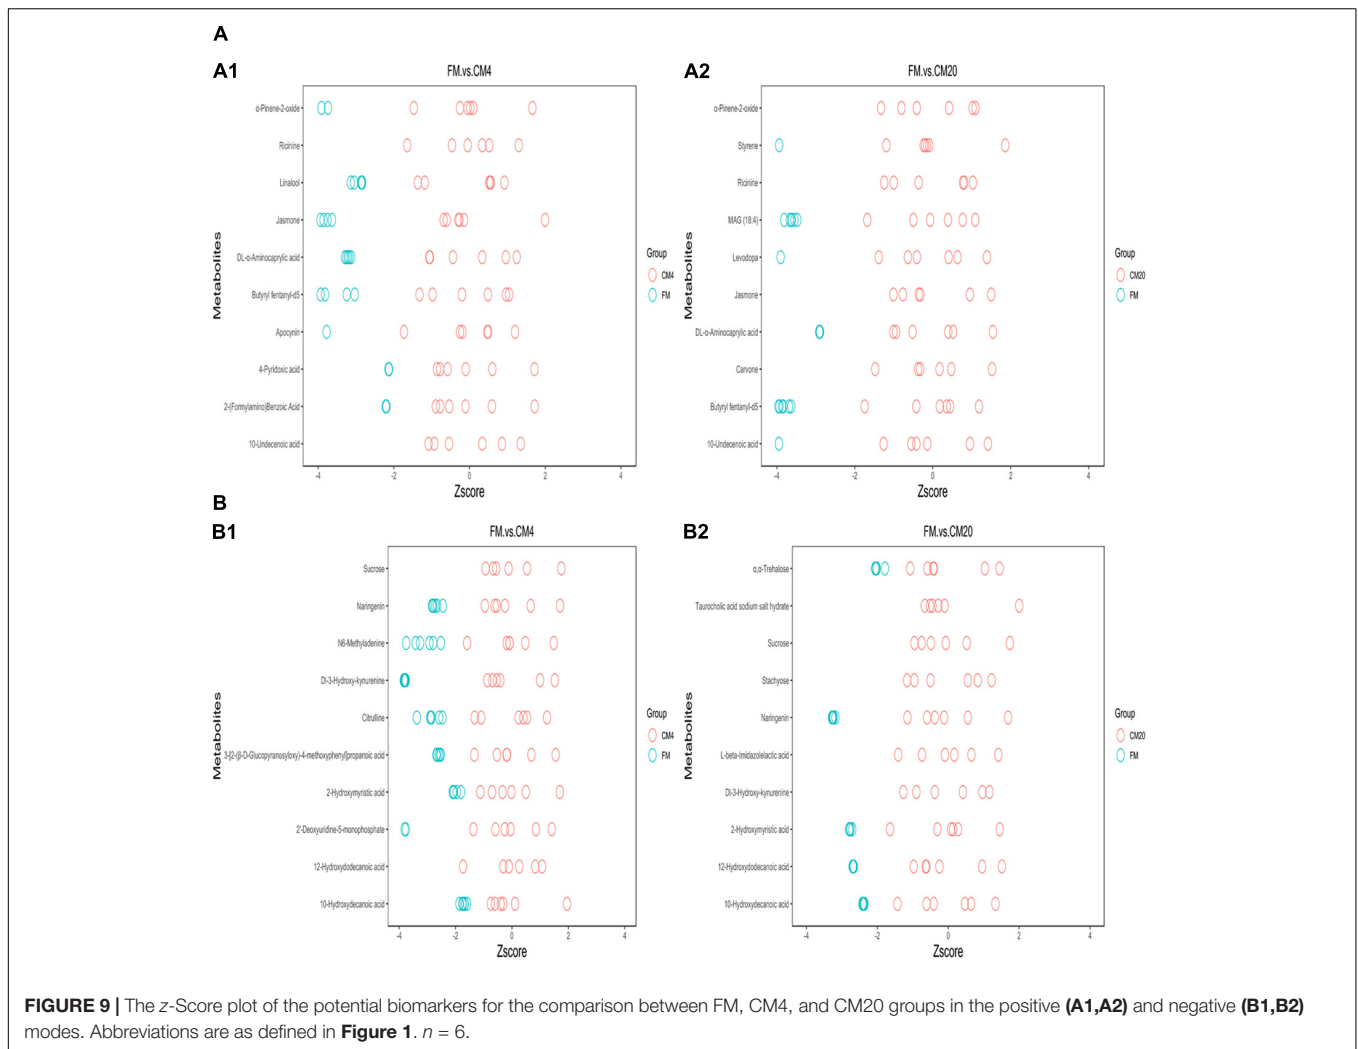 A
A1
FM.vs.CM4
α-Pinene-2-oxide
Ricinine
Linalool
Jasmone
DL-α-Aminocaprylic acid
Butyryl fentanyl-d5
Apocynin
4-Pyridoxic acid
2-(Formylamino)Benzoic Acid
10-Undecenoic acid
Metabolites
-4 -2 0 2 4
Zscore
Group
CM4
FM
A2
FM.vs.CM20
α-Pinene-2-oxide
Styrene
Ricinine
MAG (18:4)
Levodopa
Jasmone
DL-α-Aminocaprylic acid
Carvone
Butyryl fentanyl-d5
10-Undecenoic acid
Metabolites
-4 -2 0 2 4
Zscore
Group
CM20
FM
B
B1
FM.vs.CM4
Sucrose
Naringenin
N6-Methyladenine
Dl-3-Hydroxy-kynurenine
Citrulline
3-[2-(β-D-Glucopyranosyloxy)-4-methoxyphenyl]propanoic acid
2-Hydroxymyristic acid
2'-Deoxyuridine-5-monophosphate
12-Hydroxydodecanoic acid
10-Hydroxydecanoic acid
Metabolites
-4 -2 0 2 4
Zscore
Group
CM4
FM
B2
FM.vs.CM20
α,α-Trehalose
Taurocholic acid sodium salt hydrate
Sucrose
Stachyose
Naringenin
L-beta-Imidazolelactic acid
Dl-3-Hydroxy-kynurenine
2-Hydroxymyristic acid
12-Hydroxydodecanoic acid
10-Hydroxydecanoic acid
Metabolites
-4 -2 0 2 4
Zscore
Group
CM20
FM
FIGURE 9 | The z-Score plot of the potential biomarkers for the comparison between FM, CM4, and CM20 groups in the positive (A1,A2) and negative (B1,B2)
modes. Abbreviations are as defined in Figure 1. n = 6.